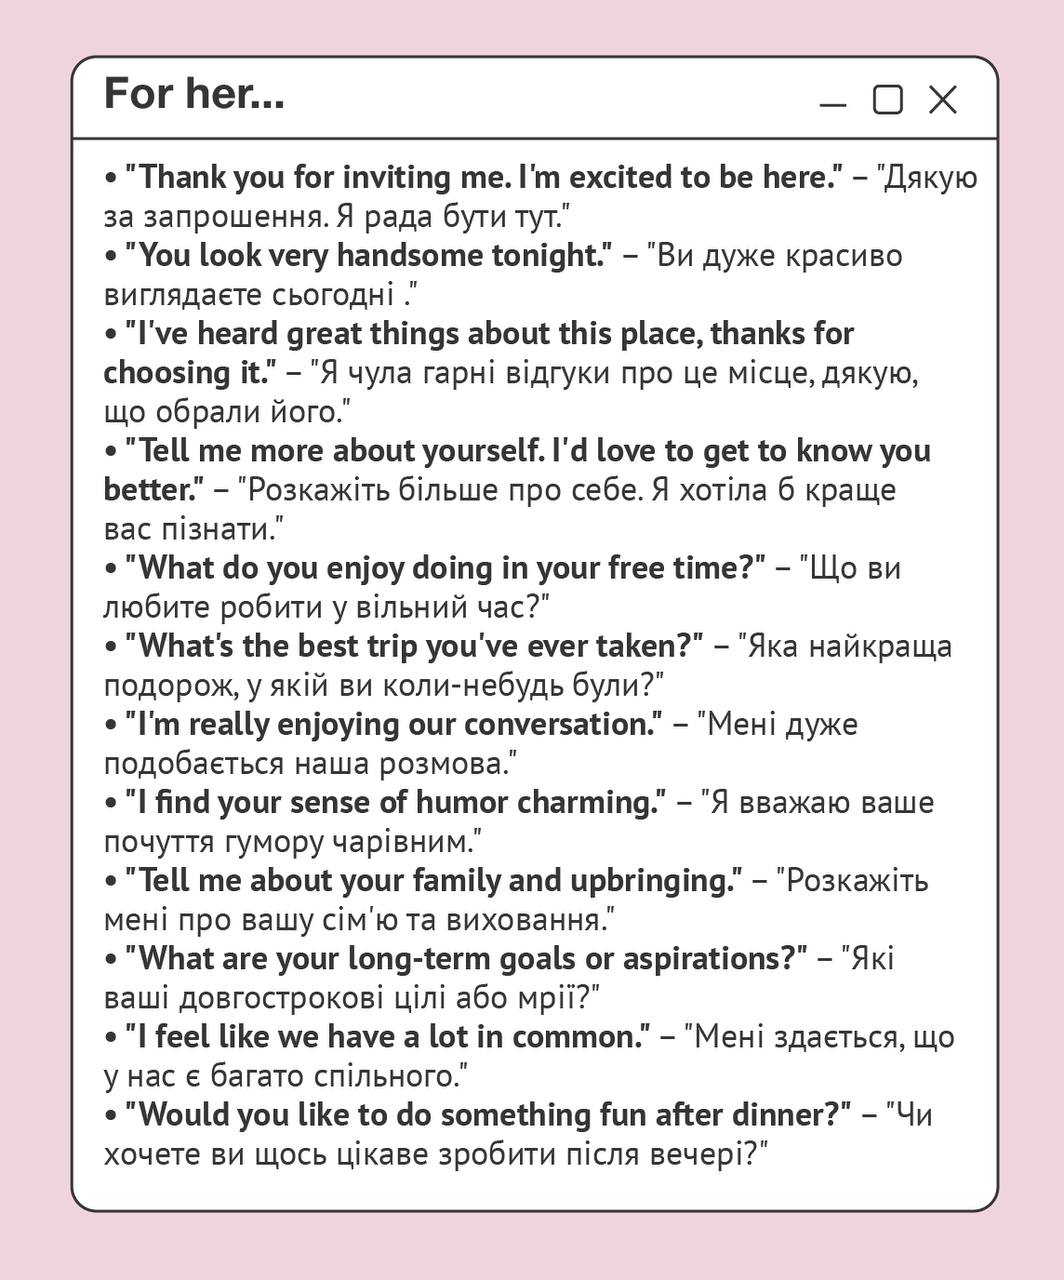 For her...
• "Thank you for inviting me. I'm excited to be here." – "Дякую
за запрошення. Я рада бути тут."
• "You look very handsome tonight." – "Ви дуже красиво
виглядаєте сьогодні ."
• "I've heard great things about this place, thanks for
choosing it." – "Я чула гарні відгуки про це місце, дякую,
що обрали його."
• "Tell me more about yourself. I'd love to get to know you
better." – "Розкажіть більше про себе. Я хотіла б краще
вас пізнати."
• "What do you enjoy doing in your free time?" – "Що ви
любите робити у вільний час?"
• "What's the best trip you've ever taken?" – "Яка найкраща
подорож, у якій ви коли-небудь були?"
• "I'm really enjoying our conversation." – "Мені дуже
подобається наша розмова."
• "I find your sense of humor charming." – "Я вважаю ваше
почуття гумору чарівним."
• "Tell me about your family and upbringing." – "Розкажіть
мені про вашу сім'ю та виховання."
• "What are your long-term goals or aspirations?" – "Які
ваші довгострокові цілі або мрії?"
• "I feel like we have a lot in common." – "Мені здається, що
у нас є багато спільного."
• "Would you like to do something fun after dinner?" – "Чи
хочете ви щось цікаве зробити після вечері?"